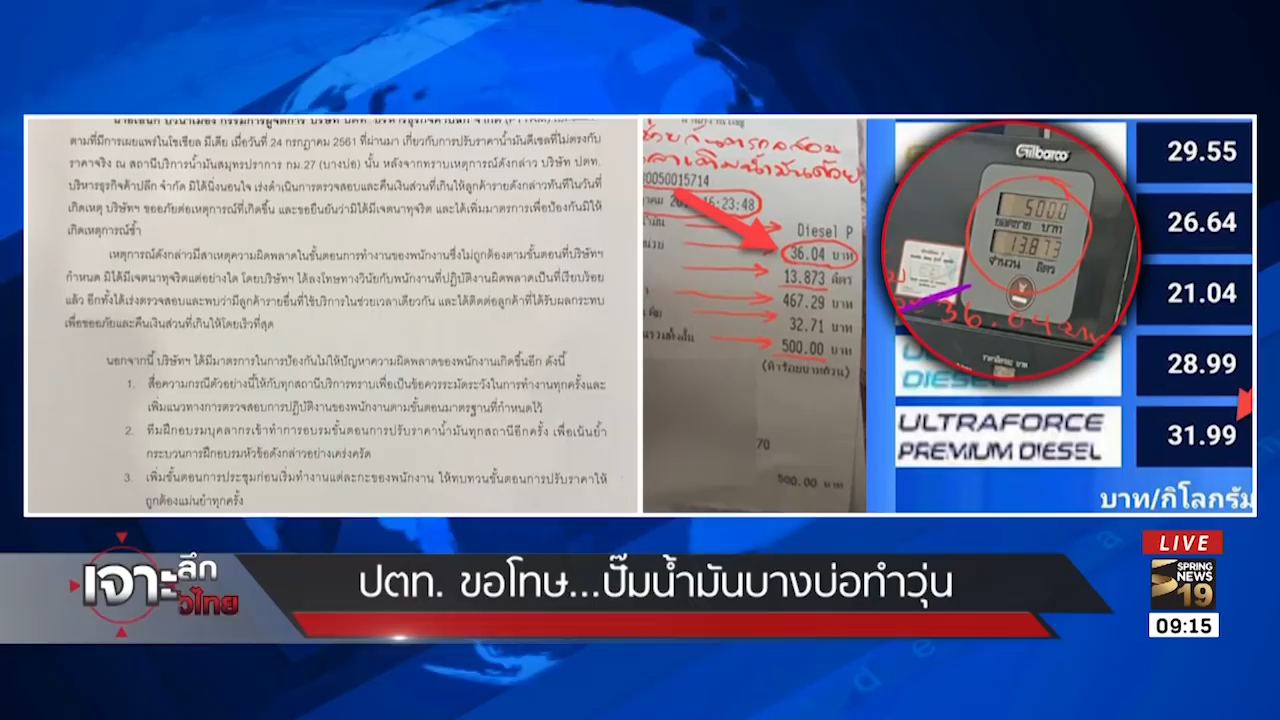 ตามที่มีการเผยแพร่ในโซเชียล มีเดีย เมื่อวันที่ 24 กรกฎาคม 2561 ที่ผ่านมา เกี่ยวกับการปรับราคาน้ำมันดีเซลที่ไม่ตรงกับ
ราคาจริง ณ สถานีบริการน้ำมันสมุทรปราการ กม.27 (บางบ่อ) นั้น หลังจากทราบเหตุการณ์ดังกล่าว บริษัท ปตท.
บริหารธุรกิจค้าปลีก จำกัด มิได้นิ่งนอนใจ เร่งดำเนินการตรวจสอบและคืนเงินส่วนที่เกินให้ลูกค้ารายดังกล่าวทันทีในวันที่
เกิดเหตุ บริษัทฯ ขออภัยต่อเหตุการณ์ที่เกิดขึ้น และขอยืนยันว่ามิได้มีเจตนาทุจริต และได้เพิ่มมาตรการเพื่อป้องกันมิให้
เกิดเหตุการณ์ซ้ำ
เหตุการณ์ดังกล่าวมีสาเหตุความผิดพลาดในขั้นตอนการทำงานของพนักงานซึ่งไม่ถูกต้องตามขั้นตอนที่บริษัทฯ
กำหนด มิได้มีเจตนาทุจริตแต่อย่างใด โดยบริษัทฯ ได้ลงโทษทางวินัยกับพนักงานที่ปฏิบัติงานผิดพลาดเป็นที่เรียบร้อย
แล้ว อีกทั้งได้เร่งตรวจสอบและพบว่ามีลูกค้ารายอื่นที่ใช้บริการในช่วงเวลาเดียวกัน และได้ติดต่อลูกค้าที่ได้รับผลกระทบ
เพื่อขออภัยและคืนเงินส่วนที่เกินให้โดยเร็วที่สุด
นอกจากนี้ บริษัทฯ ได้มีมาตรการในการป้องกันไม่ให้ปัญหาความผิดพลาดของพนักงานเกิดขึ้นอีก ดังนี้
1. สื่อความกรณีตัวอย่างนี้ให้กับทุกสถานีบริการทราบเพื่อเป็นข้อควรระมัดระวังในการทำงานทุกครั้งและ
เพิ่มแนวทางการตรวจสอบการปฏิบัติงานของพนักงานตามขั้นตอนมาตรฐานที่กำหนดไว้
2. ทีมฝึกอบรมบุคลากรเข้าทำการอบรมขั้นตอนการปรับราคาน้ำมันทุกสถานีอีกครั้ง เพื่อเน้นย้ำ
กระบวนการฝึกอบรมหัวข้อดังกล่าวอย่างเคร่งครัด
3. เพิ่มขั้นตอนการประชุมก่อนเริ่มทำงานแต่ละกะของพนักงาน ให้ทบทวนขั้นตอนการปรับราคาให้
ถูกต้องแม่นยำทุกครั้ง
0050015714
16:23:48
Diesel P
36.04 บาท
13.873 ลิตร
467.29 บาท
32.71 บาท
500.00 บาท
(ห้าร้อยบาทถ้วน)
70
500.00 บาท
Gilbarco
5000
ยอดขาย บาท
13.873
จำนวน ลิตร
36.04 บาท
ราคาลิตรละ บาท
29.55
26.64
21.04
DIESEL
28.99
ULTRAFORCE
PREMIUM DIESEL
31.99
บาท/กิโลกรัม
เจาะลึก
ทั่วไทย
ปตท. ขอโทษ...ปั๊มน้ำมันบางบ่อทำวุ่น
LIVE
SPRING
NEWS
19
09:15